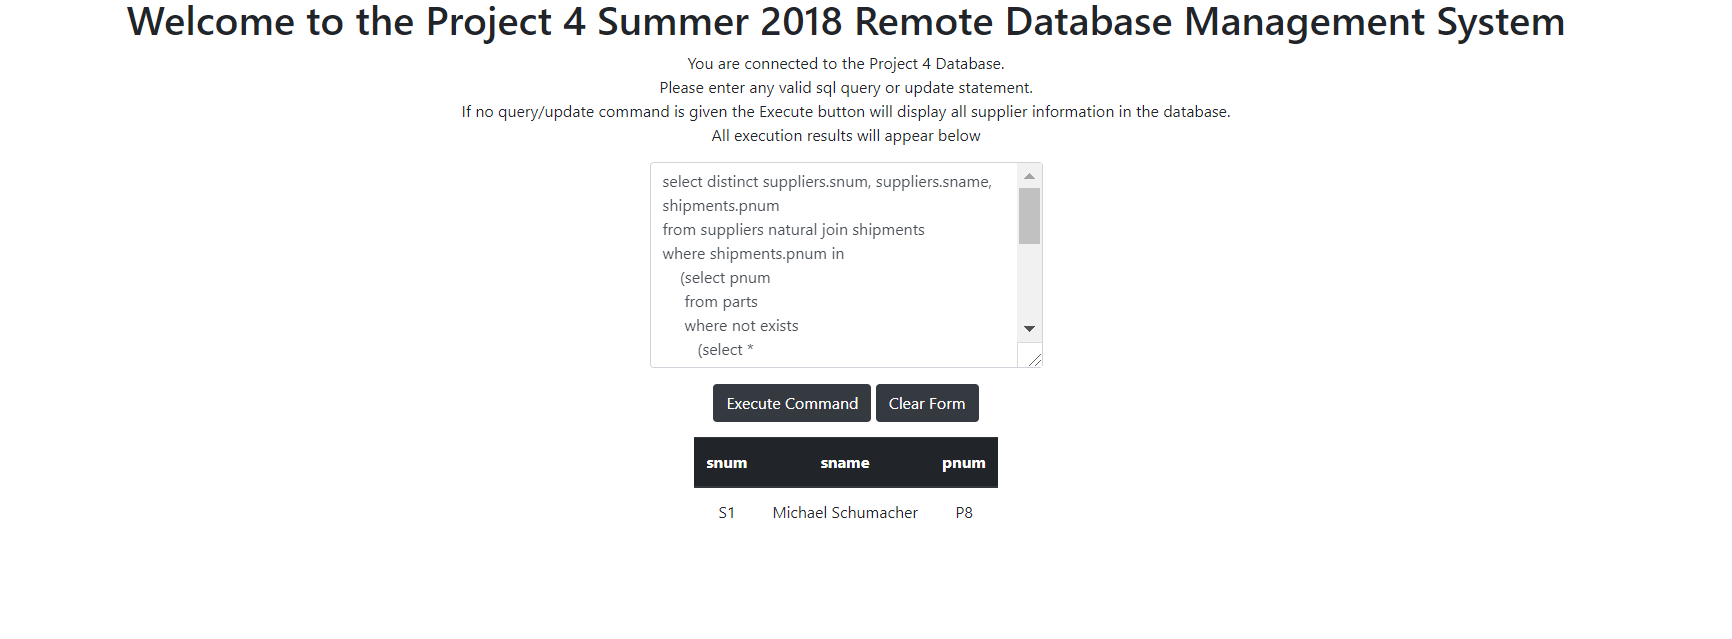 Welcome to the Project 4 Summer 2018 Remote Database Management System
You are connected to the Project 4 Database.
Please enter any valid sql query or update statement.
If no query/update command is given the Execute button will display all supplier information in the database.
All execution results will appear below
select distinct suppliers.snum, suppliers.sname,
shipments.pnum
from suppliers natural join shipments
where shipments.pnum in
(select pnum
from parts
where not exists
(select *
Execute Command Clear Form
snum sname pnum
S1 Michael Schumacher P8